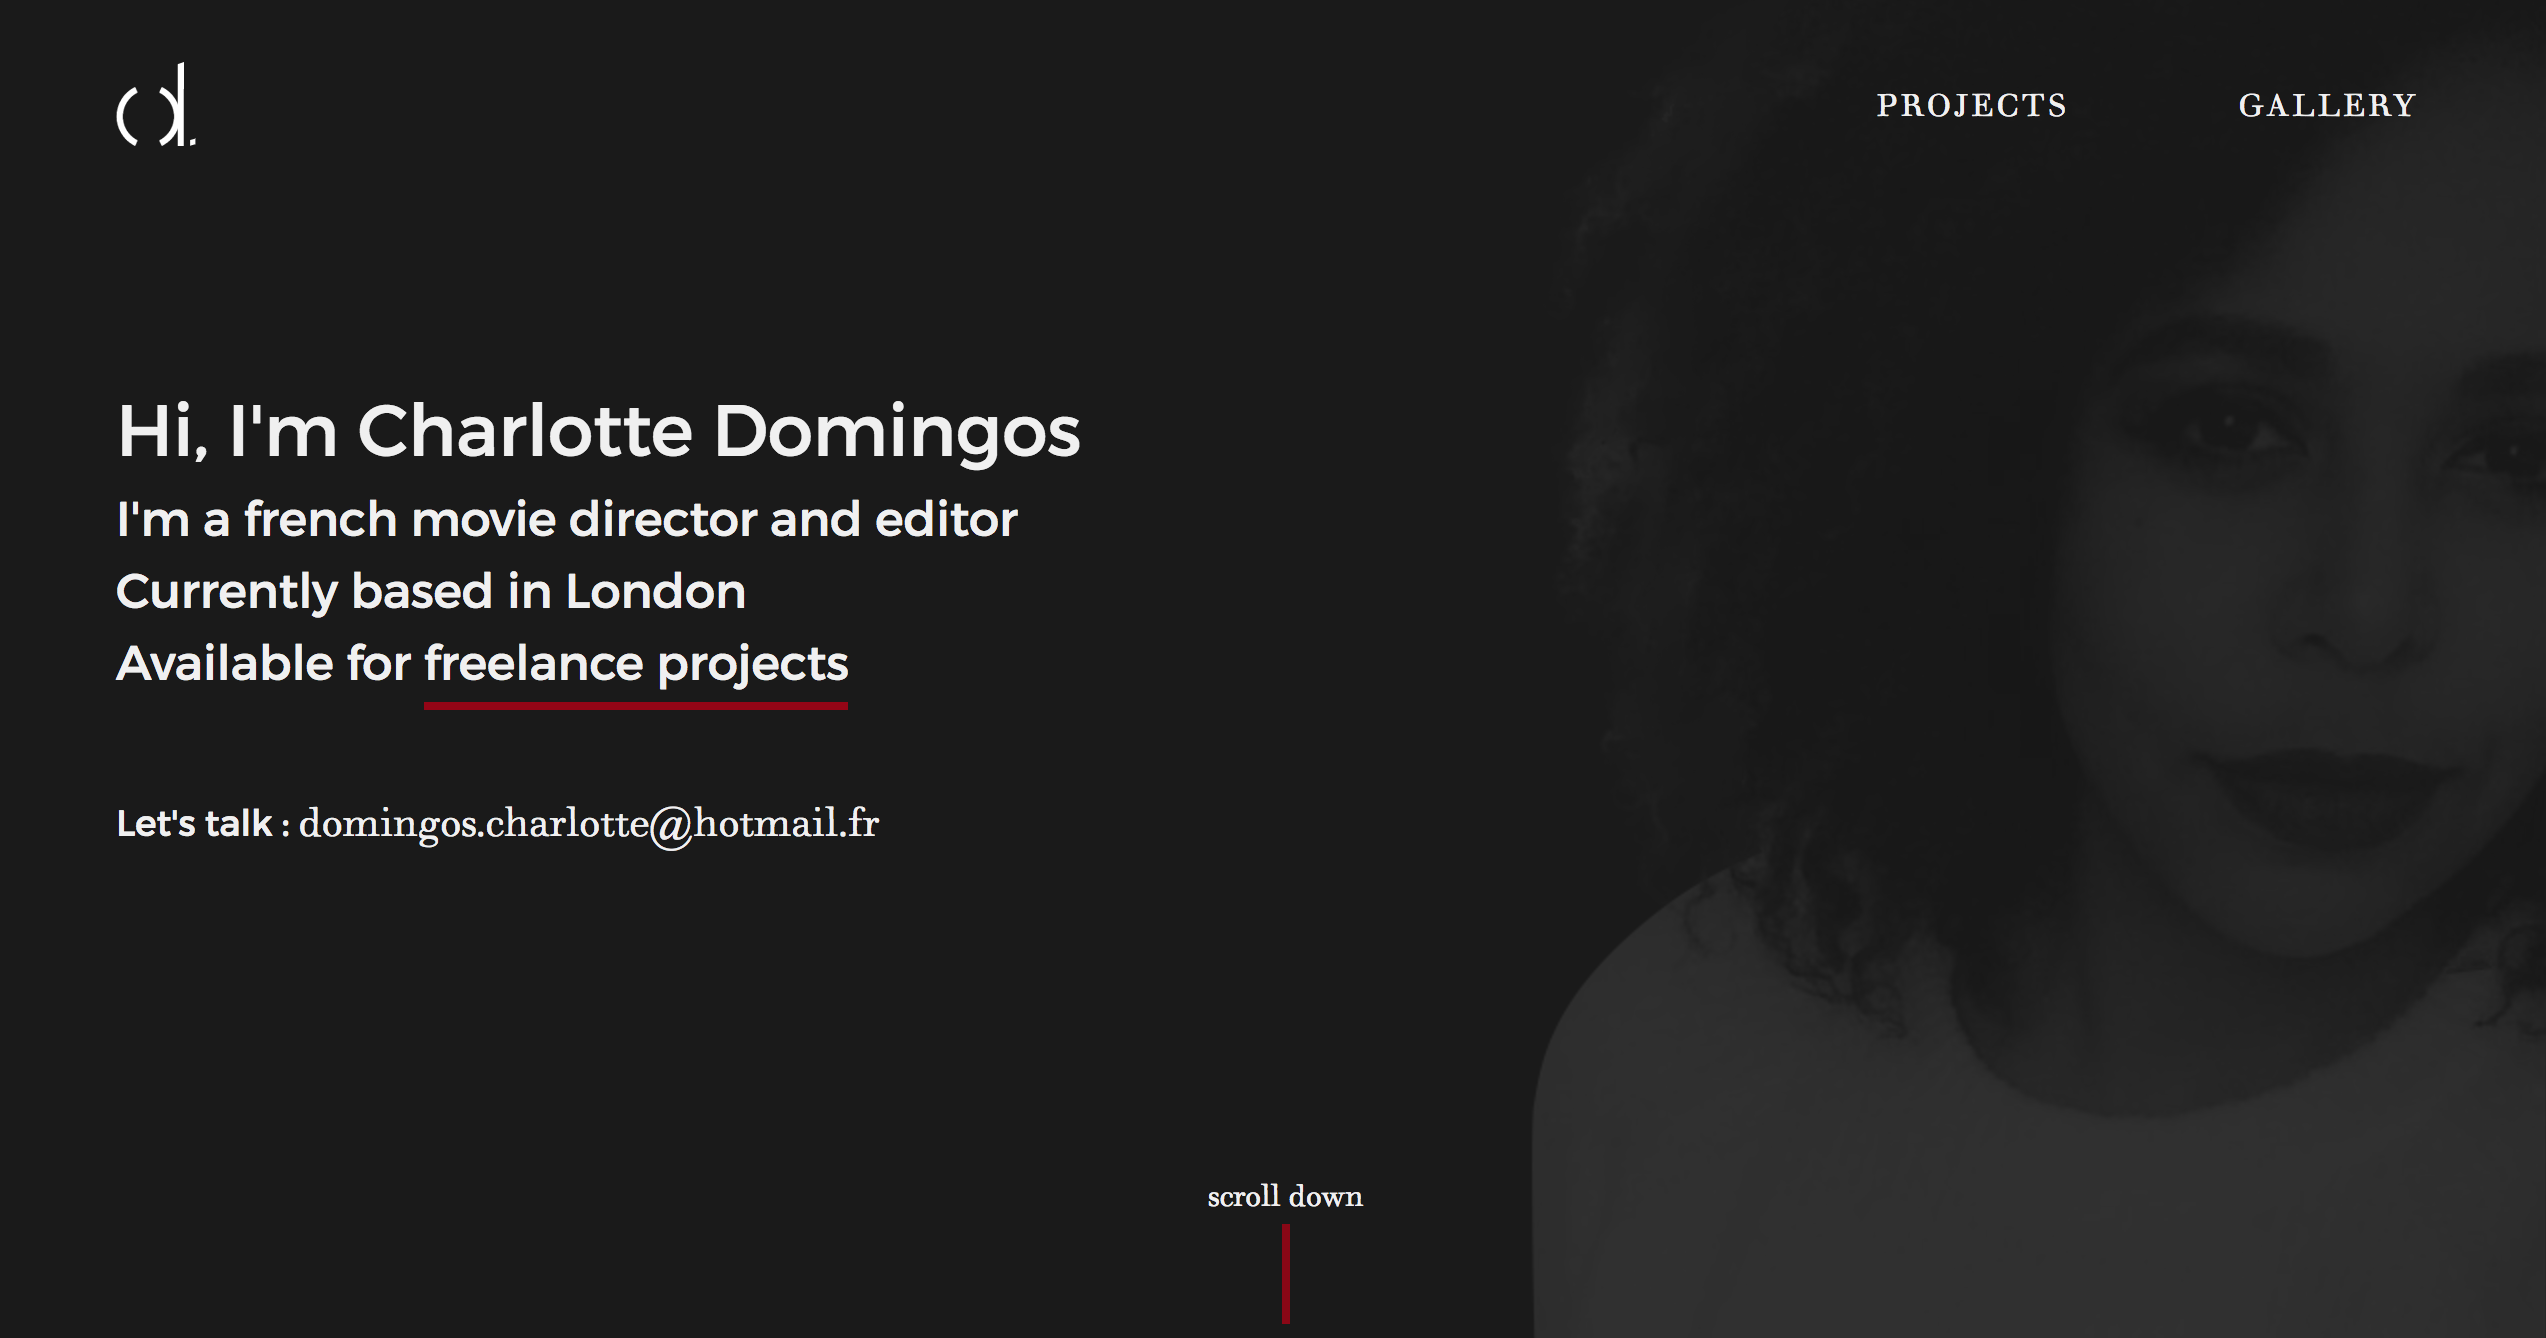 cd.
PROJECTS
GALLERY
Hi, I'm Charlotte Domingos
I'm a french movie director and editor
Currently based in London
Available for freelance projects
Let's talk : domingos.charlotte@hotmail.fr
scroll down